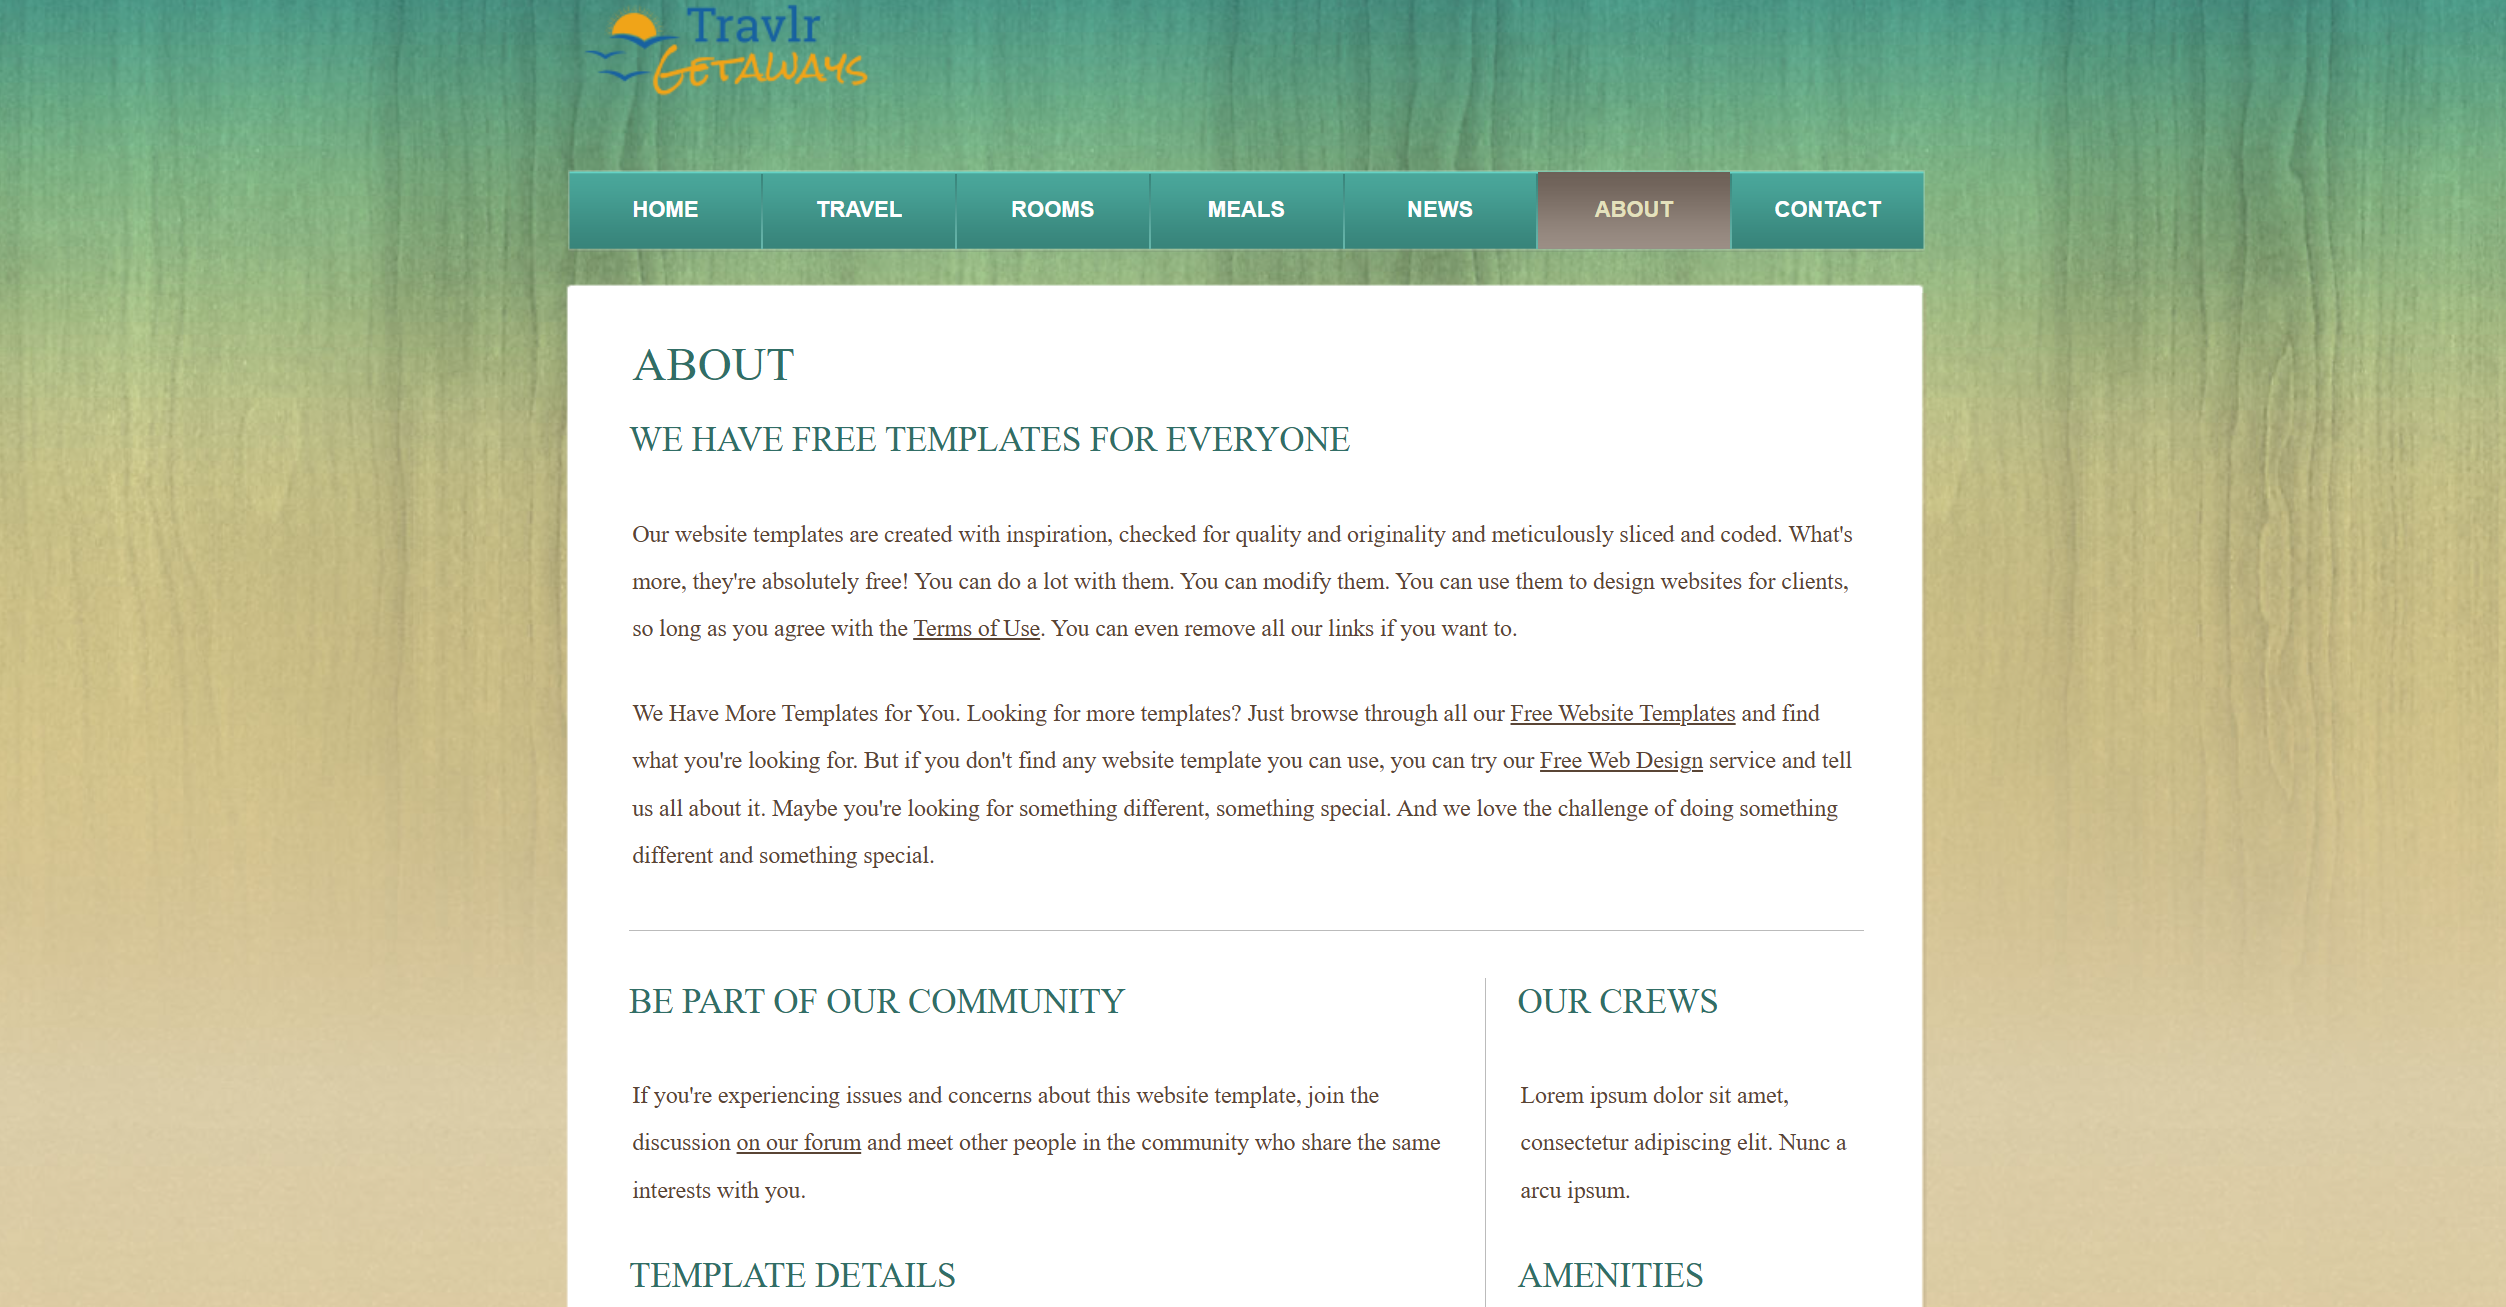 Travlr
Getaways
HOME TRAVEL ROOMS MEALS NEWS ABOUT CONTACT
ABOUT
WE HAVE FREE TEMPLATES FOR EVERYONE
Our website templates are created with inspiration, checked for quality and originality and meticulously sliced and coded. What's
more, they're absolutely free! You can do a lot with them. You can modify them. You can use them to design websites for clients,
so long as you agree with the Terms of Use. You can even remove all our links if you want to.
We Have More Templates for You. Looking for more templates? Just browse through all our Free Website Templates and find
what you're looking for. But if you don't find any website template you can use, you can try our Free Web Design service and tell
us all about it. Maybe you're looking for something different, something special. And we love the challenge of doing something
different and something special.
BE PART OF OUR COMMUNITY
If you're experiencing issues and concerns about this website template, join the
discussion on our forum and meet other people in the community who share the same
interests with you.
TEMPLATE DETAILS
OUR CREWS
Lorem ipsum dolor sit amet,
consectetur adipiscing elit. Nunc a
arcu ipsum.
AMENITIES